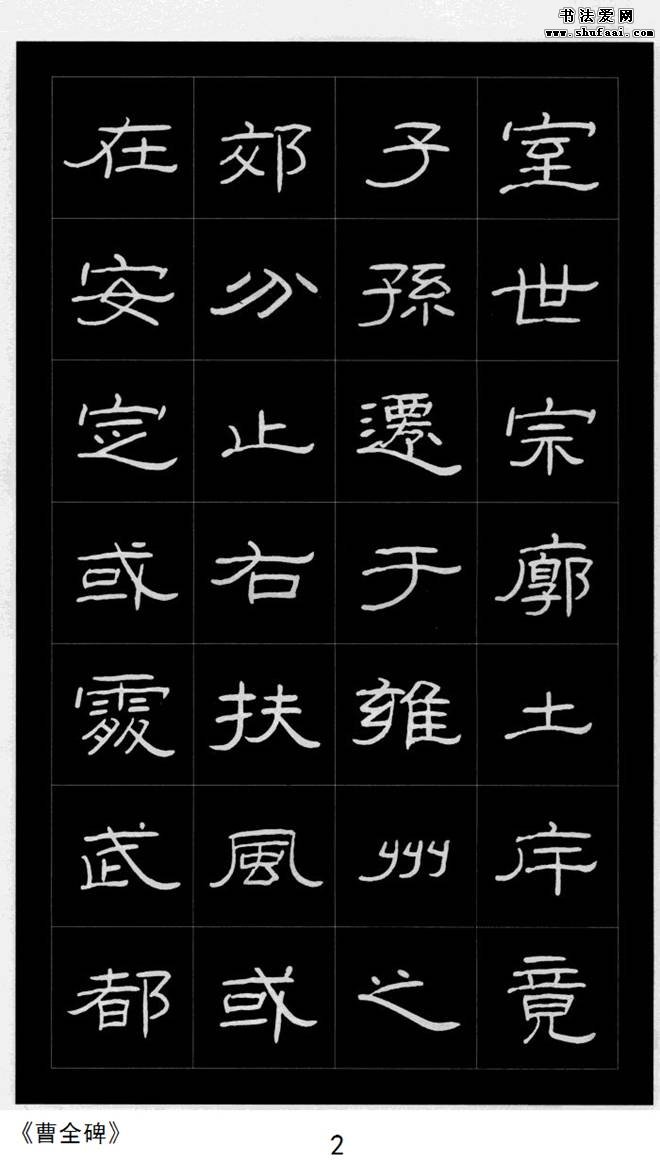 书法爱网
www.shufaai.com
室世宗廓土斥竟
子孫遷于雍州之
郊分止右扶風或
在安定或處武都
《曹全碑》
2